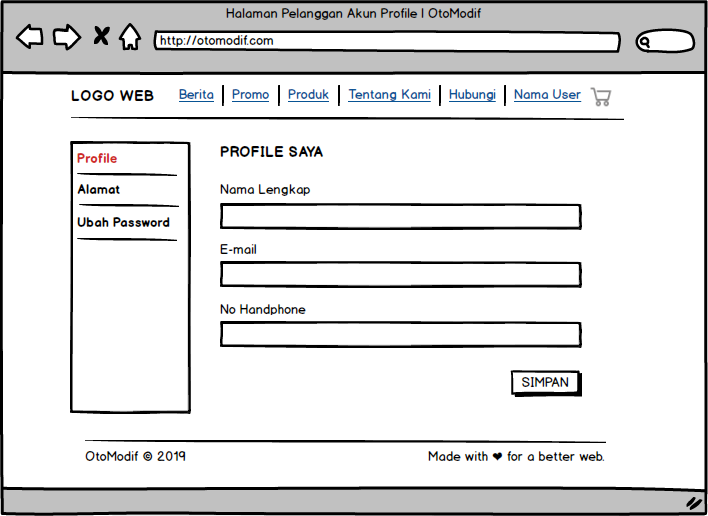 Halaman Pelanggan Akun Profile | OtoModif
http://otomodif.com
LOGO WEB Berita Promo Produk Tentang Kami Hubungi Nama User
Profile
Alamat
Ubah Password
PROFILE SAYA
Nama Lengkap
E-mail
No Handphone
SIMPAN
OtoModif © 2019 Made with ❤ for a better web.